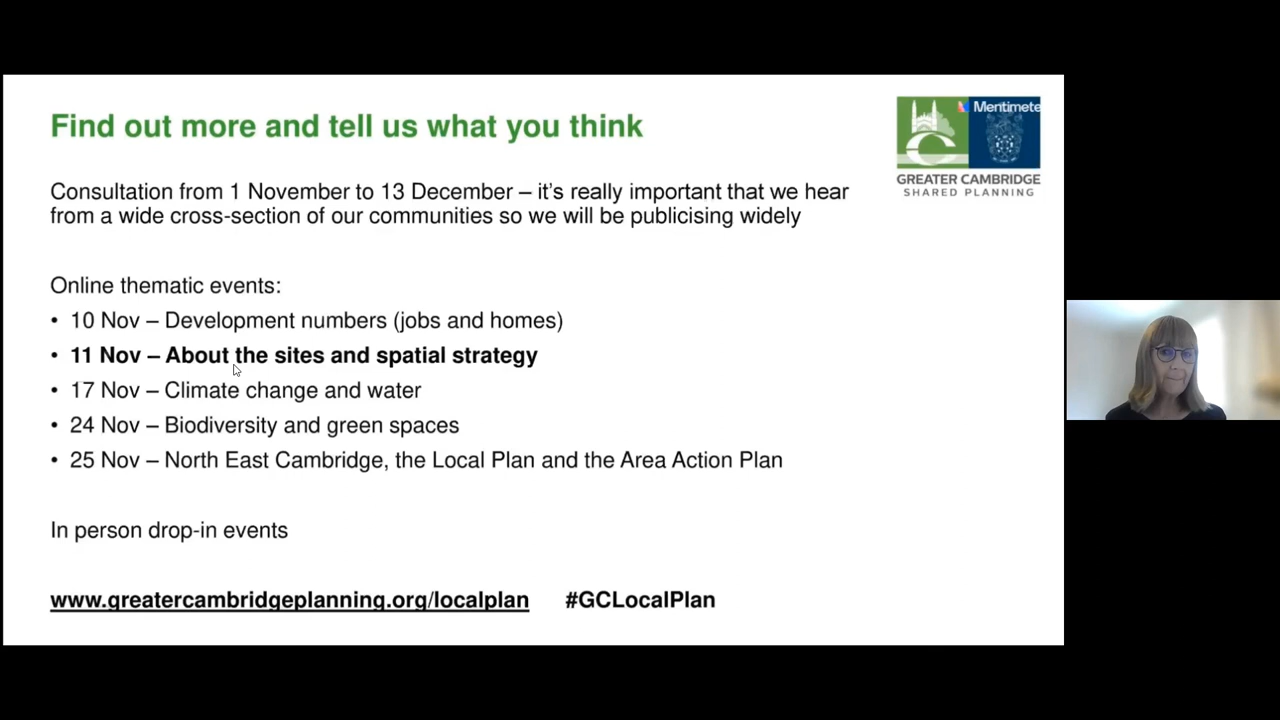 Find out more and tell us what you think
Mentimete
GREATER CAMBRIDGE
SHARED PLANNING
Consultation from 1 November to 13 December – it's really important that we hear
from a wide cross-section of our communities so we will be publicising widely
Online thematic events:
• 10 Nov – Development numbers (jobs and homes)
• 11 Nov – About the sites and spatial strategy
• 17 Nov – Climate change and water
• 24 Nov – Biodiversity and green spaces
• 25 Nov – North East Cambridge, the Local Plan and the Area Action Plan
In person drop-in events
www.greatercambridgeplanning.org/localplan #GCLocalPlan